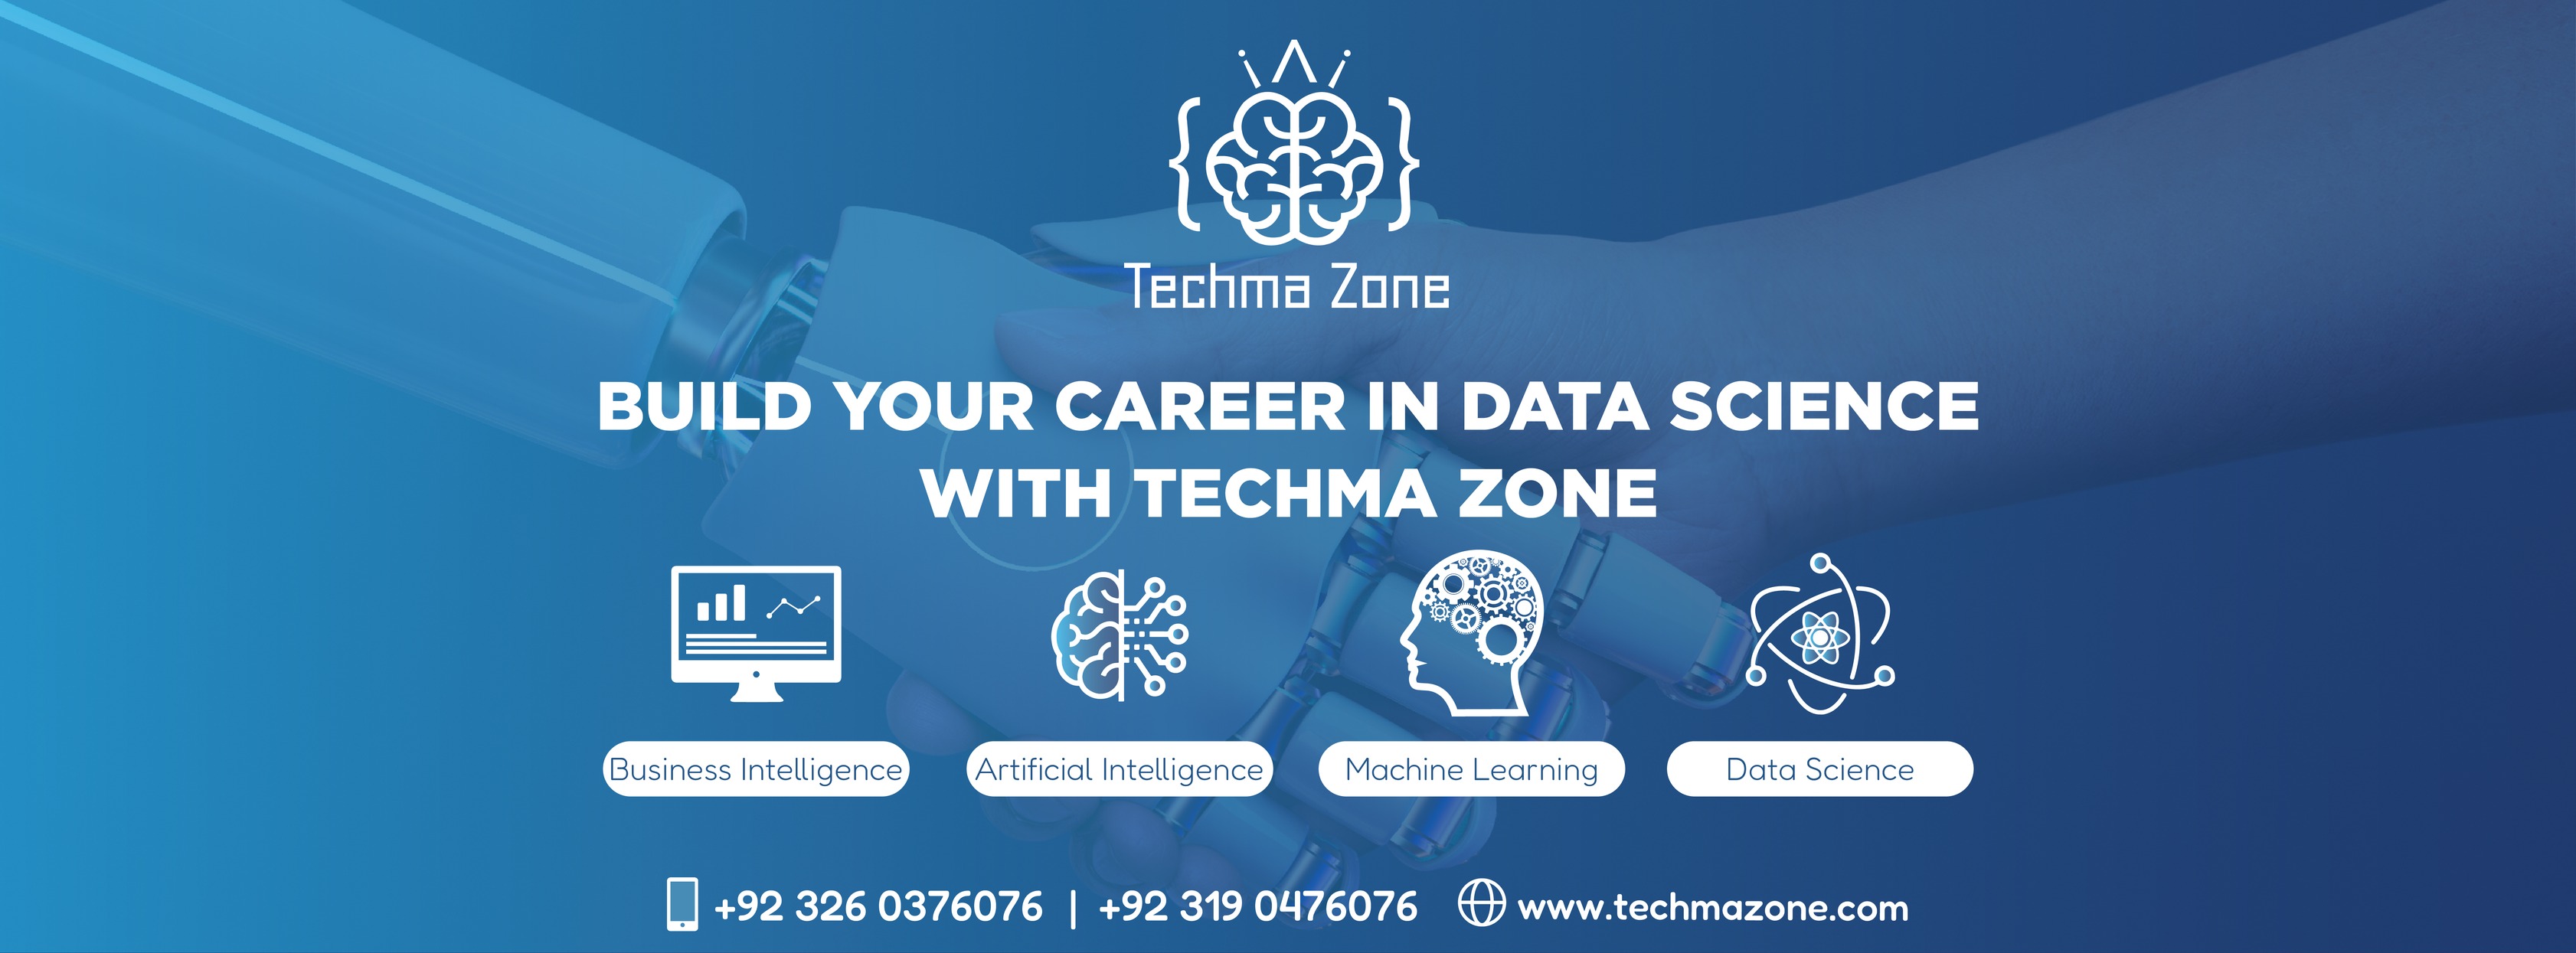 Techma Zone
BUILD YOUR CAREER IN DATA SCIENCE
WITH TECHMA ZONE
Business Intelligence
Artificial Intelligence
Machine Learning
Data Science
+92 326 0376076 | +92 319 0476076 www.techmazone.com